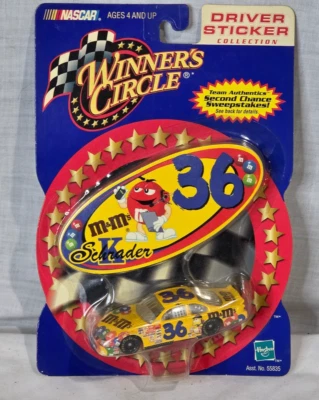 NASCAR
AGES 4 AND UP
DRIVER
STICKER
COLLECTION
WINNER'S
CIRCLE®
Team Authentics™
Second Chance
Sweepstakes!
See back for details
36
m&m's
K
Schrader
m&m's
36
Hasbro
Asst. No. 55835